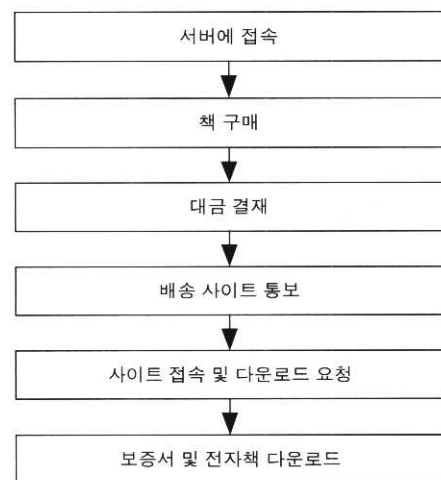 서버에 접속
책 구매
대금 결재
배송 사이트 통보
사이트 접속 및 다운로드 요청
보증서 및 전자책 다운로드